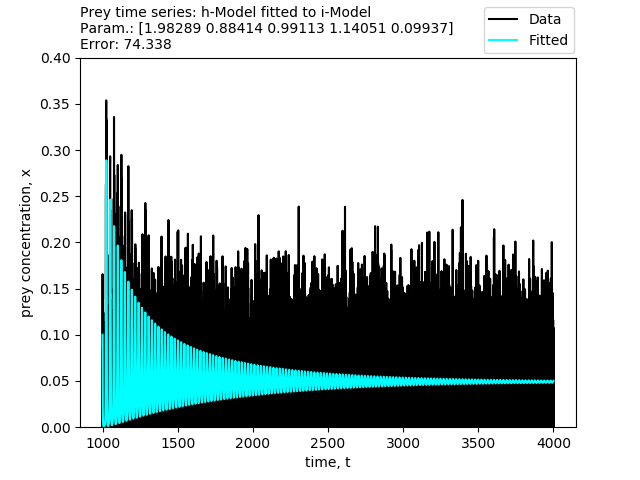 Prey time series: h-Model fitted to i-Model
Param.: [1.98289 0.88414 0.99113 1.14051 0.09937]
Error: 74.338
Data
Fitted
0.40
0.35
0.30
0.25
0.20
0.15
0.10
0.05
0.00
prey concentration, x
1000 1500 2000 2500 3000 3500 4000
time, t